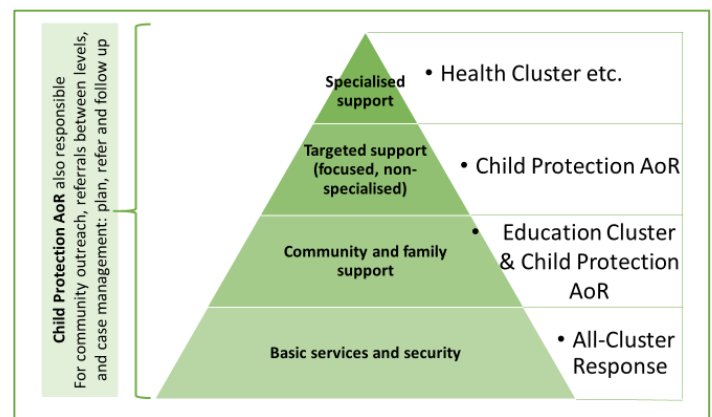 Child Protection AoR also responsible
For community outreach, referrals between levels,
and case management: plan, refer and follow up
Specialised
support
• Health Cluster etc.
Targeted support
(focused, non-
specialised)
• Child Protection AoR
Community and family
support
• Education Cluster
& Child Protection
AoR
Basic services and security
• All-Cluster
Response